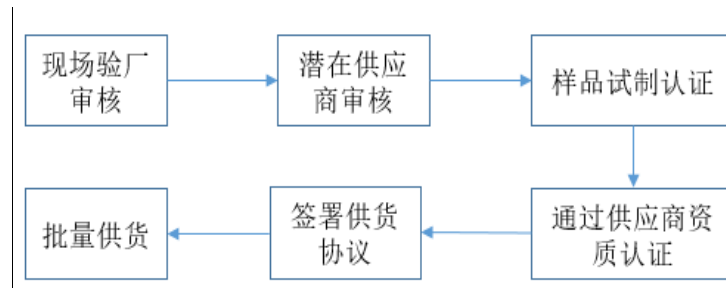 现场验厂
审核
潜在供应
商审核
样品试制认证
通过供应商资
质认证
签署供货
协议
批量供货